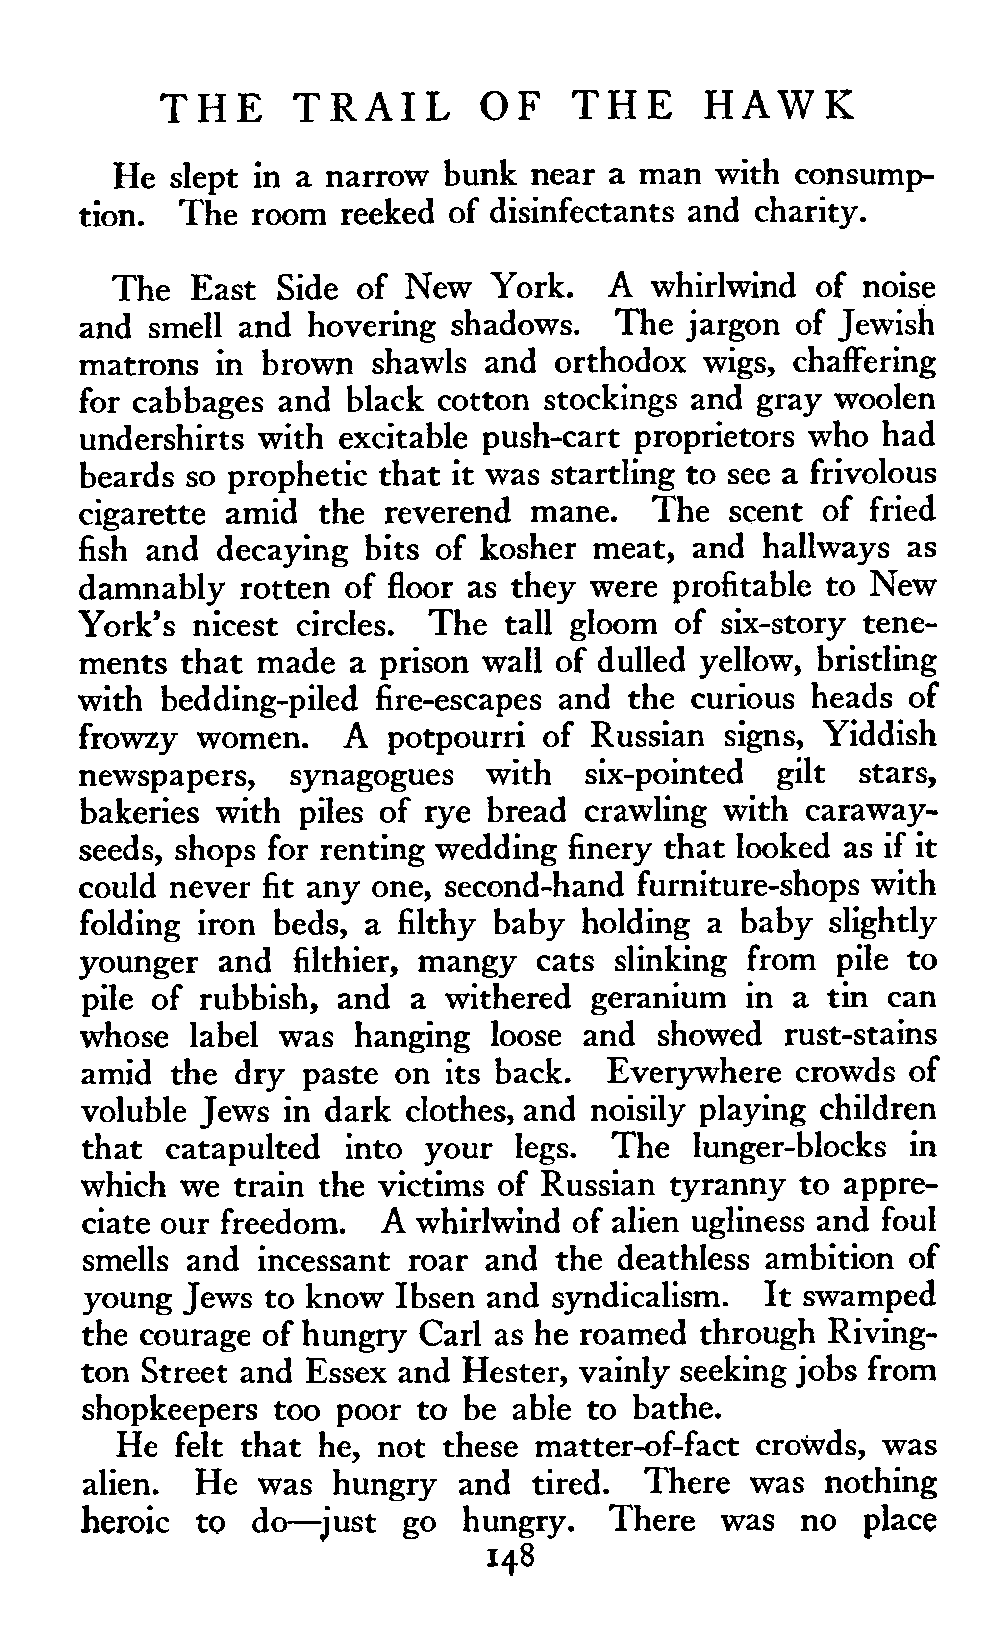 THE TRAIL OF THE HAWK
He slept in a narrow bunk near a man with consump-
tion. The room reeked of disinfectants and charity.
The East Side of New York. A whirlwind of noise
and smell and hovering shadows. The jargon of Jewish
matrons in brown shawls and orthodox wigs, chaffering
for cabbages and black cotton stockings and gray woolen
undershirts with excitable push-cart proprietors who had
beards so prophetic that it was startling to see a frivolous
cigarette amid the reverend mane. The scent of fried
fish and decaying bits of kosher meat, and hallways as
damnably rotten of floor as they were profitable to New
York's nicest circles. The tall gloom of six-story tene-
ments that made a prison wall of dulled yellow, bristling
with bedding-piled fire-escapes and the curious heads of
frowzy women. A potpourri of Russian signs, Yiddish
newspapers, synagogues with six-pointed gilt stars,
bakeries with piles of rye bread crawling with caraway-
seeds, shops for renting wedding finery that looked as if it
could never fit any one, second-hand furniture-shops with
folding iron beds, a filthy baby holding a baby slightly
younger and filthier, mangy cats slinking from pile to
pile of rubbish, and a withered geranium in a tin can
whose label was hanging loose and showed rust-stains
amid the dry paste on its back. Everywhere crowds of
voluble Jews in dark clothes, and noisily playing children
that catapulted into your legs. The lunger-blocks in
which we train the victims of Russian tyranny to appre-
ciate our freedom. A whirlwind of alien ugliness and foul
smells and incessant roar and the deathless ambition of
young Jews to know Ibsen and syndicalism. It swamped
the courage of hungry Carl as he roamed through Riving-
ton Street and Essex and Hester, vainly seeking jobs from
shopkeepers too poor to be able to bathe.
He felt that he, not these matter-of-fact crowds, was
alien. He was hungry and tired. There was nothing
heroic to do—just go hungry. There was no place
148